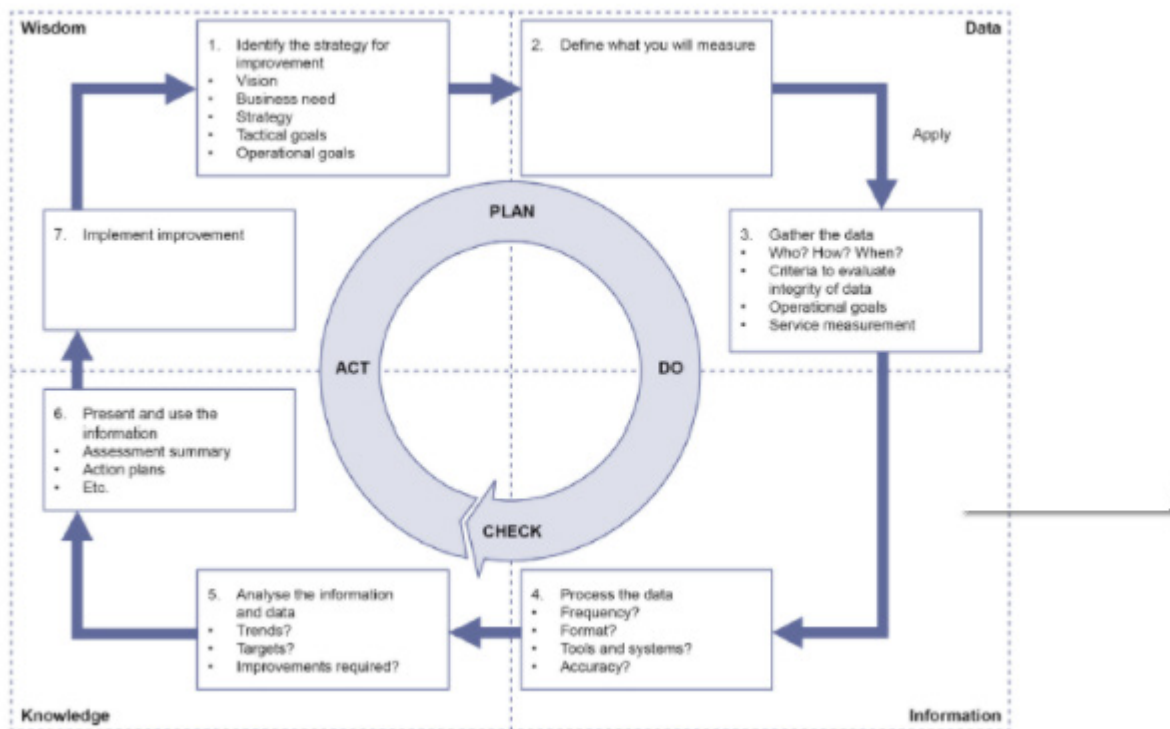 Wisdom
Data
1. Identify the strategy for
improvement
• Vision
• Business need
• Strategy
• Tactical goals
• Operational goals
2. Define what you will measure
Apply
3. Gather the data
• Who? How? When?
• Criteria to evaluate
integrity of data
• Operational goals
• Service measurement
4. Process the data
• Frequency?
• Format?
• Tools and systems?
• Accuracy?
5. Analyse the information
and data
• Trends?
• Targets?
• Improvements required?
6. Present and use the
information
• Assessment summary
• Action plans
• Etc.
7. Implement improvement
PLAN
DO
CHECK
ACT
Knowledge
Information